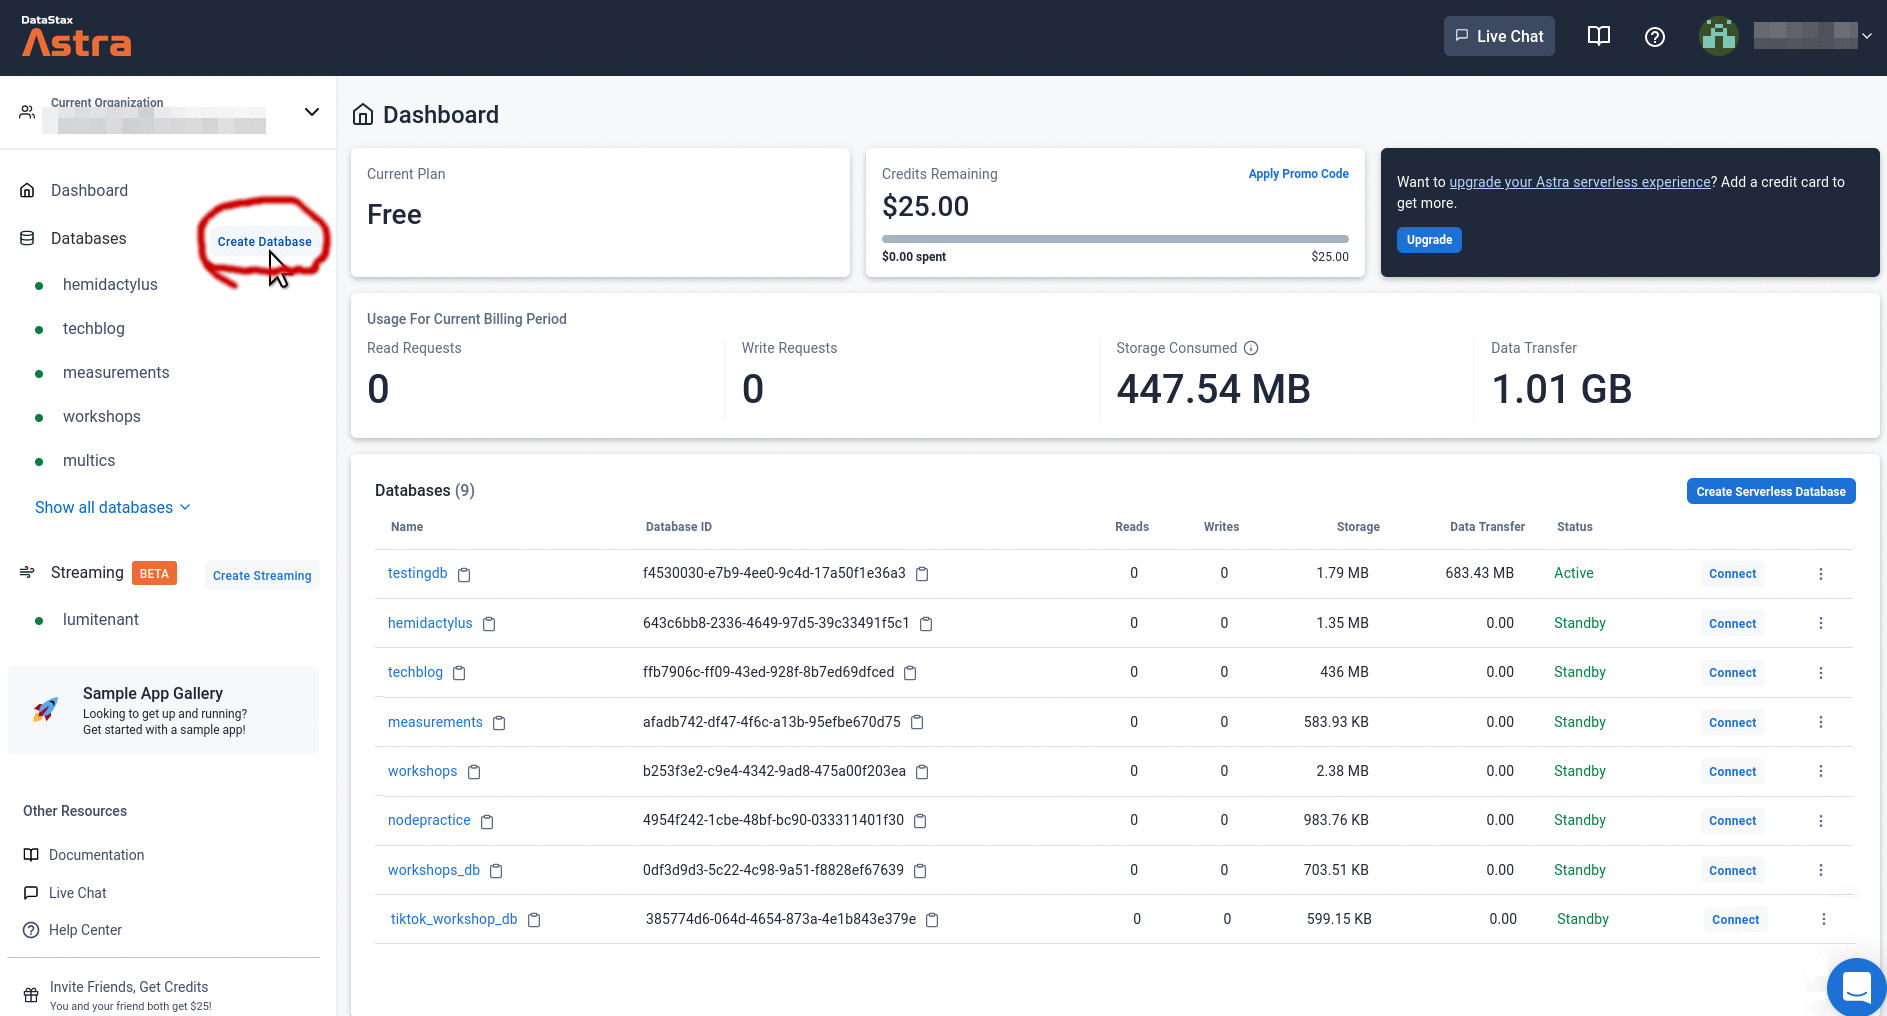 DataStax
Astra
Live Chat
Current Organization
Dashboard
Databases
Create Database
hemidactylus
techblog
measurements
workshops
multics
Show all databases
Streaming BETA Create Streaming
lumitenant
Sample App Gallery
Looking to get up and running?
Get started with a sample app!
Other Resources
Documentation
Live Chat
Help Center
Invite Friends, Get Credits
You and your friend both get $25!
Dashboard
Current Plan
Free
Credits Remaining Apply Promo Code
$25.00
$0.00 spent $25.00
Want to upgrade your Astra serverless experience? Add a credit card to
get more.
Upgrade
Usage For Current Billing Period
Read Requests Write Requests Storage Consumed Data Transfer
0 0 447.54 MB 1.01 GB
Databases (9) Create Serverless Database
Name Database ID Reads Writes Storage Data Transfer Status
testingdb f4530030-e7b9-4ee0-9c4d-17a50f1e36a3 0 0 1.79 MB 683.43 MB Active Connect
hemidactylus 643c6bb8-2336-4649-97d5-39c33491f5c1 0 0 1.35 MB 0.00 Standby Connect
techblog ffb7906c-ff09-43ed-928f-8b7ed69dfced 0 0 436 MB 0.00 Standby Connect
measurements afadb742-df47-4f6c-a13b-95efbe670d75 0 0 583.93 KB 0.00 Standby Connect
workshops b253f3e2-c9e4-4342-9ad8-475a00f203ea 0 0 2.38 MB 0.00 Standby Connect
nodepractice 4954f242-1cbe-48bf-bc90-033311401f30 0 0 983.76 KB 0.00 Standby Connect
workshops_db 0df3d9d3-5c22-4c98-9a51-f8828ef67639 0 0 703.51 KB 0.00 Standby Connect
tiktok_workshop_db 385774d6-064d-4654-873a-4e1b843e379e 0 0 599.15 KB 0.00 Standby Connect